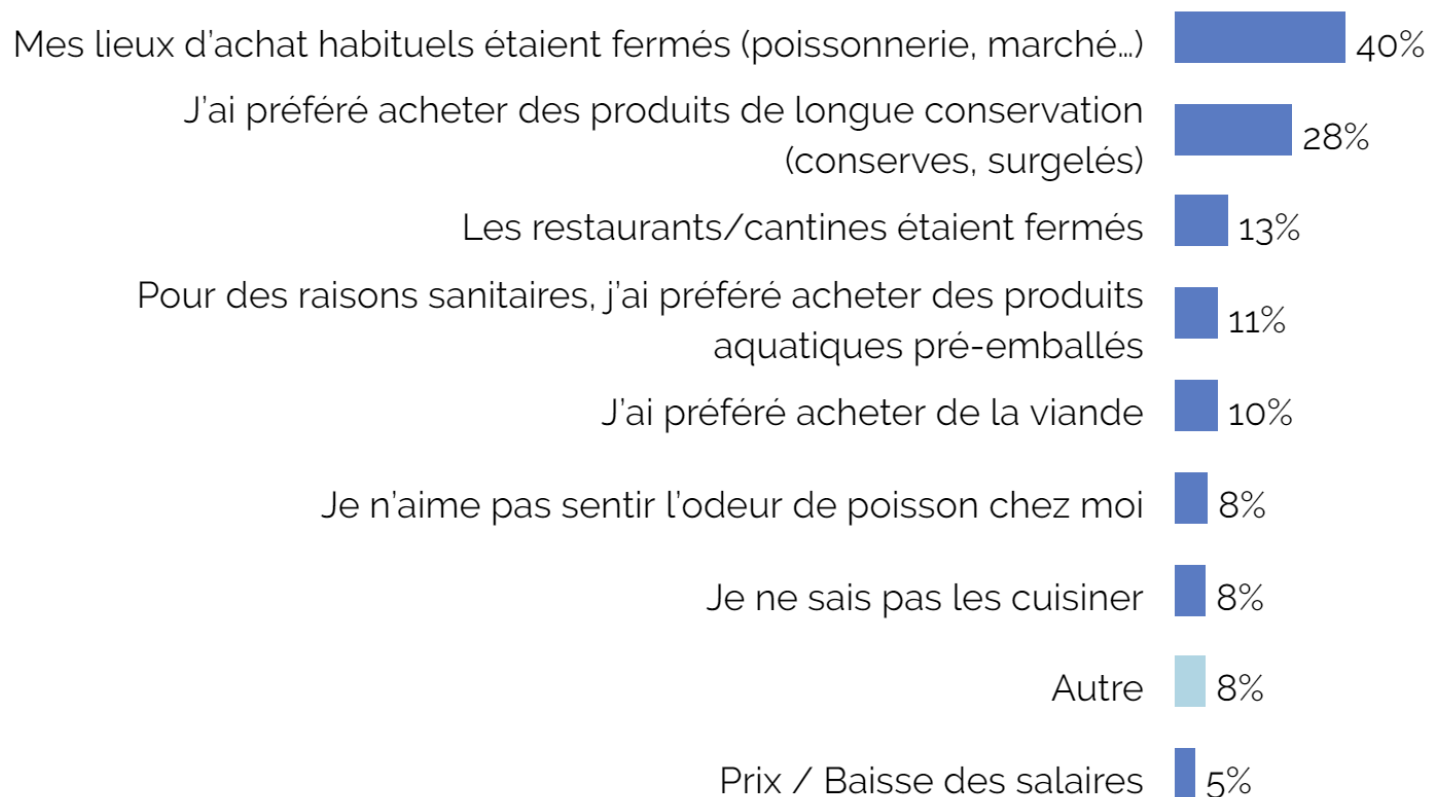 Mes lieux d’achat habituels étaient fermés (poissonnerie, marché…) 40%
J’ai préféré acheter des produits de longue conservation
(conserves, surgelés) 28%
Les restaurants/cantines étaient fermés 13%
Pour des raisons sanitaires, j’ai préféré acheter des produits
aquatiques pré-emballés 11%
J’ai préféré acheter de la viande 10%
Je n’aime pas sentir l’odeur de poisson chez moi 8%
Je ne sais pas les cuisiner 8%
Autre 8%
Prix / Baisse des salaires 5%